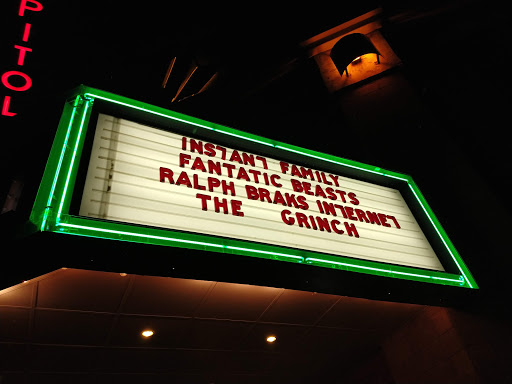 PITOL
INSTANT FAMILY
FANTATIC BEASTS
RALPH BRAKS INTERNET
THE GRINCH